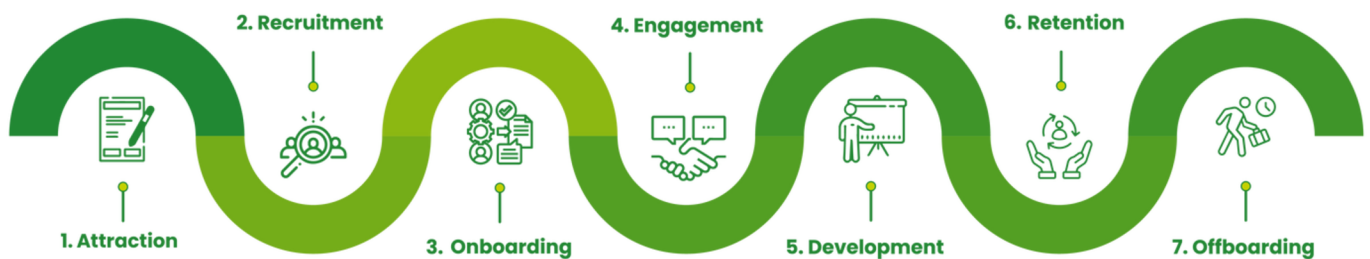 1. Attraction
2. Recruitment
3. Onboarding
4. Engagement
5. Development
6. Retention
7. Offboarding